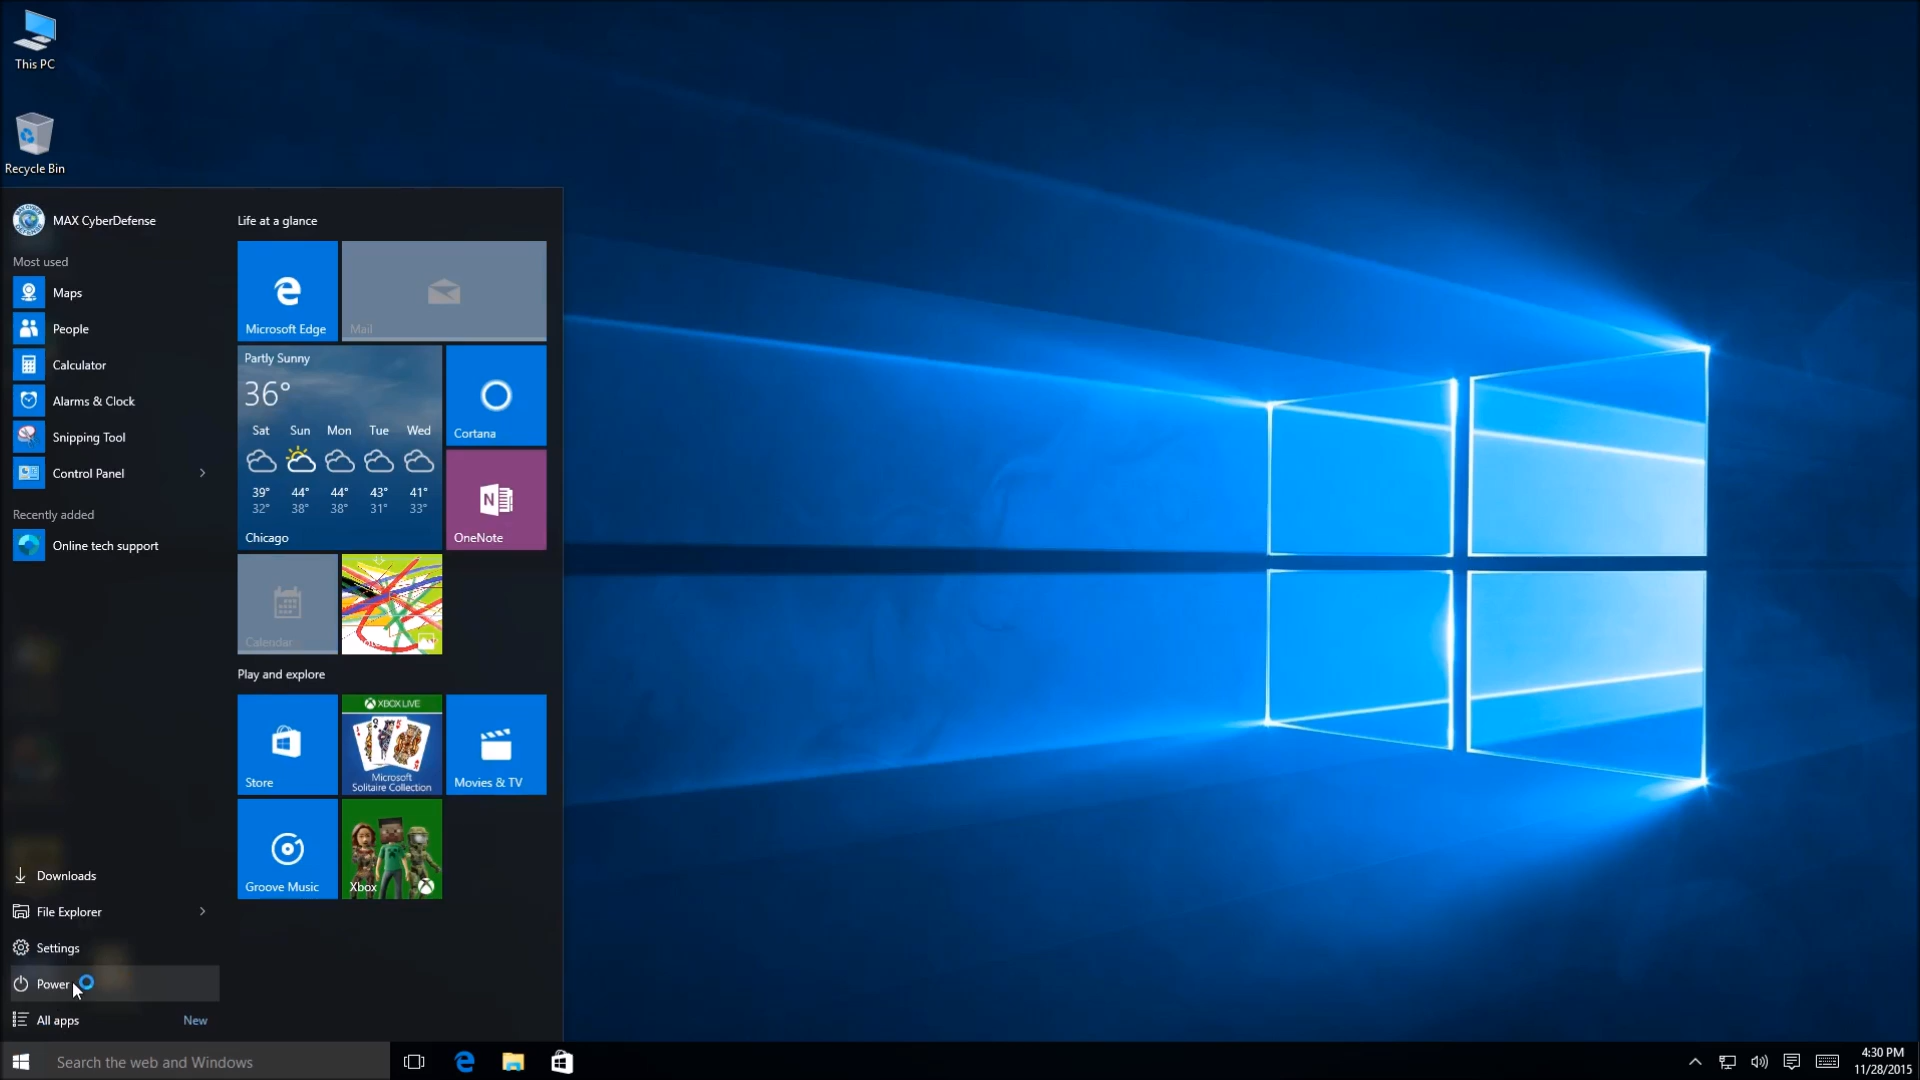 This PC
Recycle Bin
MAX CyberDefense
Most used
Maps
People
Calculator
Alarms & Clock
Snipping Tool
Control Panel
Recently added
Online tech support
Downloads
File Explorer
Settings
Power
All apps New
Life at a glance
Microsoft Edge
Mail
Partly Sunny
36°
Sat Sun Mon Tue Wed
39° 44° 44° 43° 41°
32° 38° 38° 31° 33°
Chicago
Cortana
N
OneNote
Calendar
Play and explore
Store
XBOX LIVE
Microsoft
Solitaire Collection
Movies & TV
Groove Music
Xbox
Search the web and Windows
4:30 PM
11/28/2015